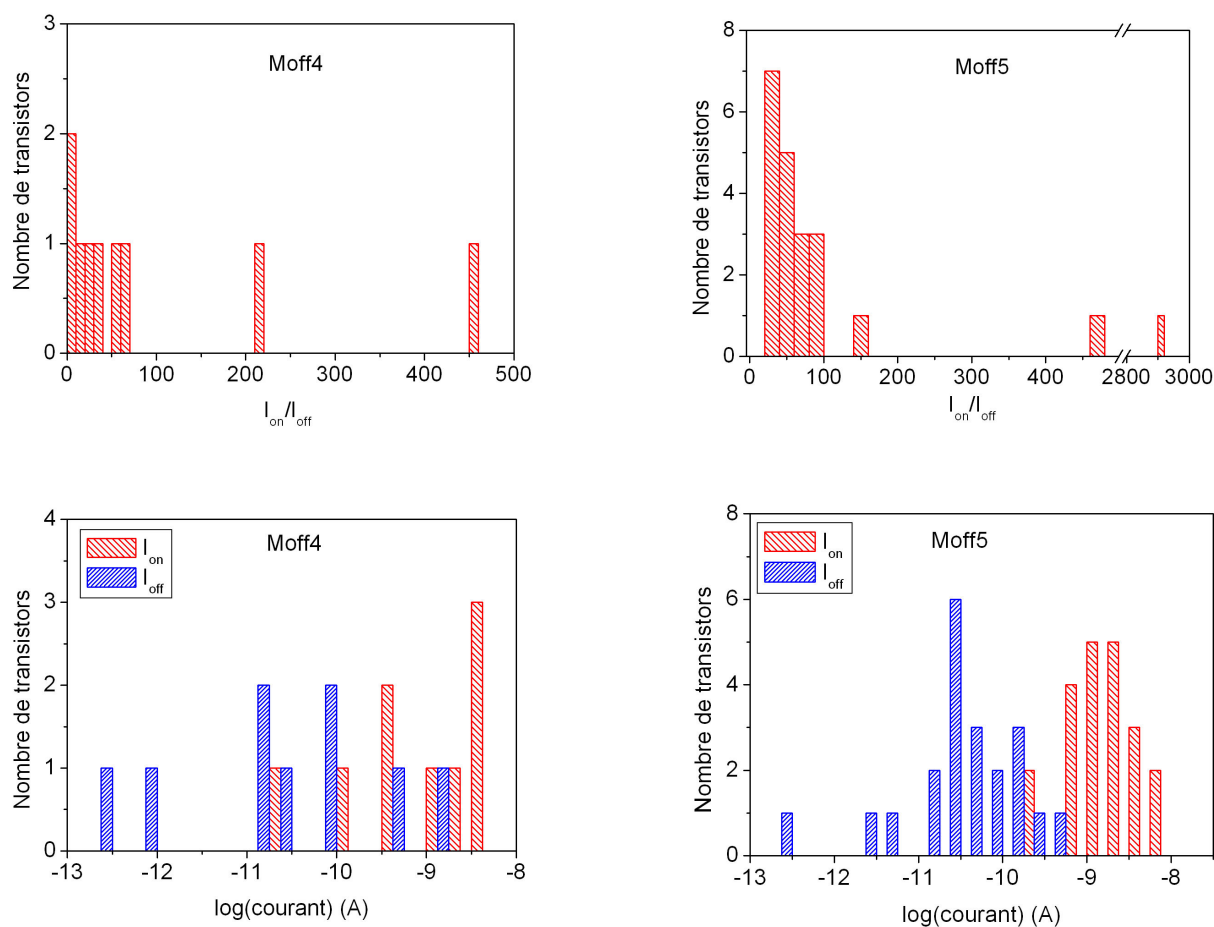 Moff4
Nombre de transistors
3
2
1
0
0 100 200 300 400 500
Ion/Ioff
Moff5
Nombre de transistors
8
6
4
2
0
0 100 200 300 400 2800 3000
Ion/Ioff
Moff4
Ion
Ioff
Nombre de transistors
4
3
2
1
0
-13 -12 -11 -10 -9 -8
log(courant) (A)
Moff5
Ion
Ioff
Nombre de transistors
8
6
4
2
0
-13 -12 -11 -10 -9 -8
log(courant) (A)